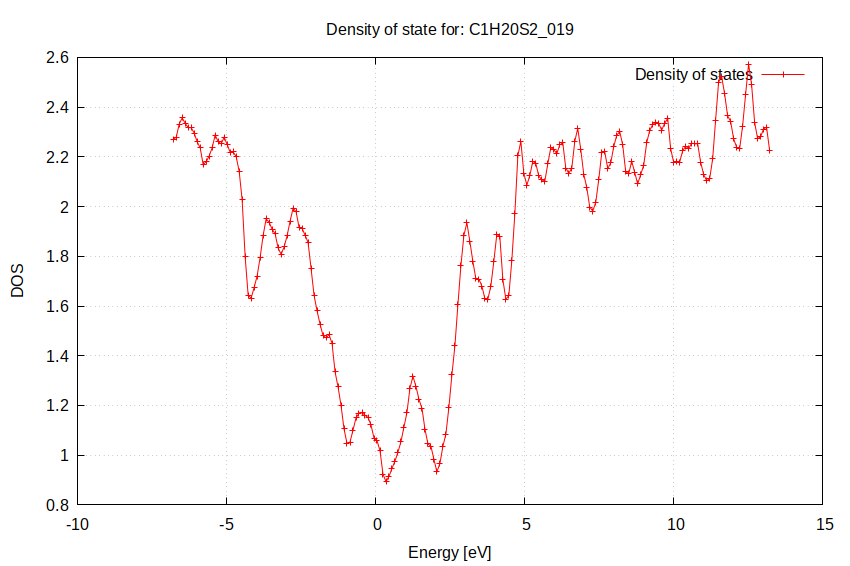 Density of state for: C1H20S2_019
Density of states
2.6
2.4
2.2
2
1.8
1.6
1.4
1.2
1
0.8
DOS
-10 -5 0 5 10 15
Energy [eV]